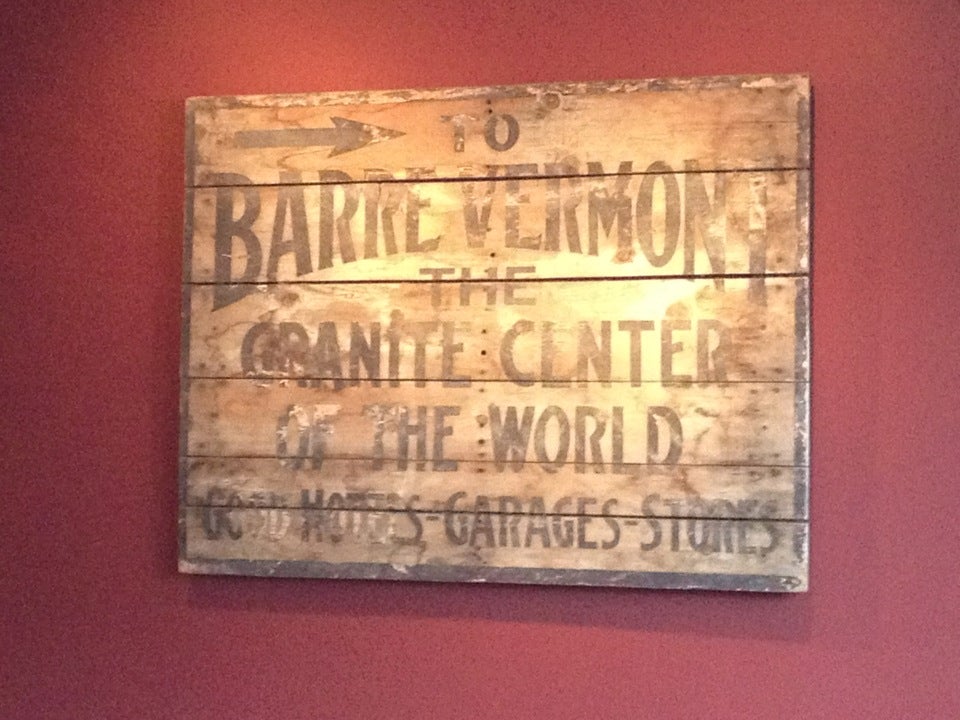 TO
BARRE VERMONT
THE
GRANITE CENTER
OF THE WORLD
GOOD HOTELS-GARAGES-STORES